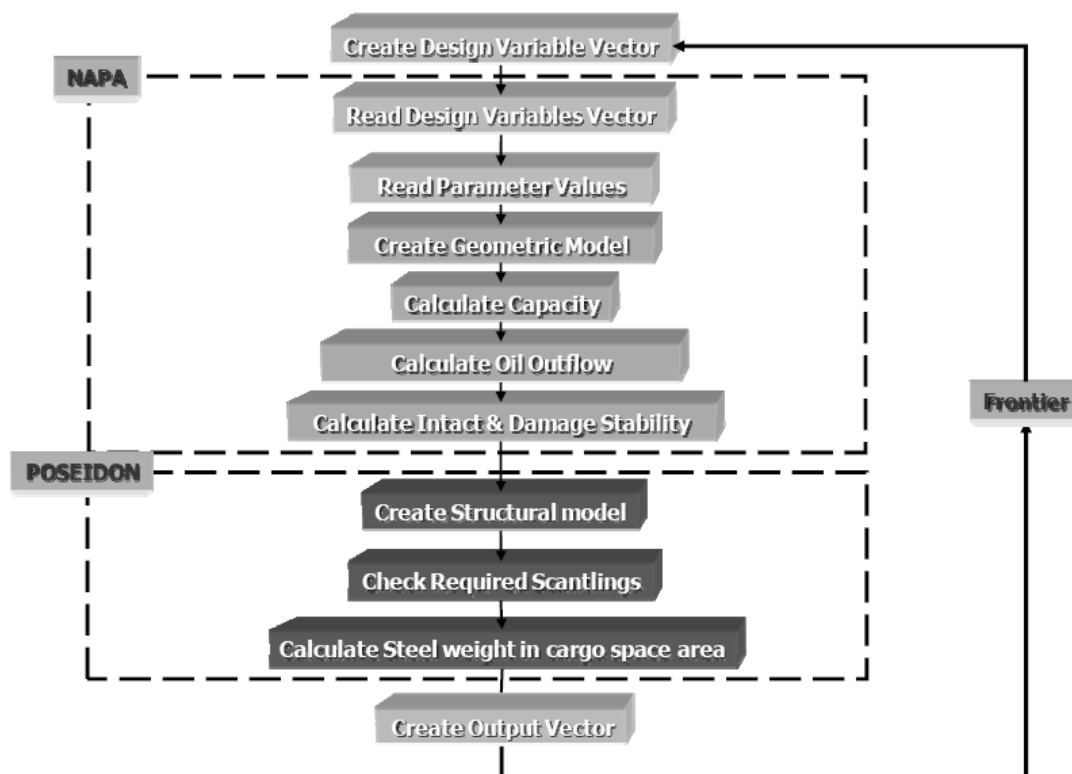 Create Design Variable Vector
NAPA
Read Design Variables Vector
Read Parameter Values
Create Geometric Model
Calculate Capacity
Calculate Oil Outflow
Frontier
Calculate Intact & Damage Stability
POSEIDON
Create Structural model
Check Required Scantlings
Calculate Steel weight in cargo space area
Create Output Vector